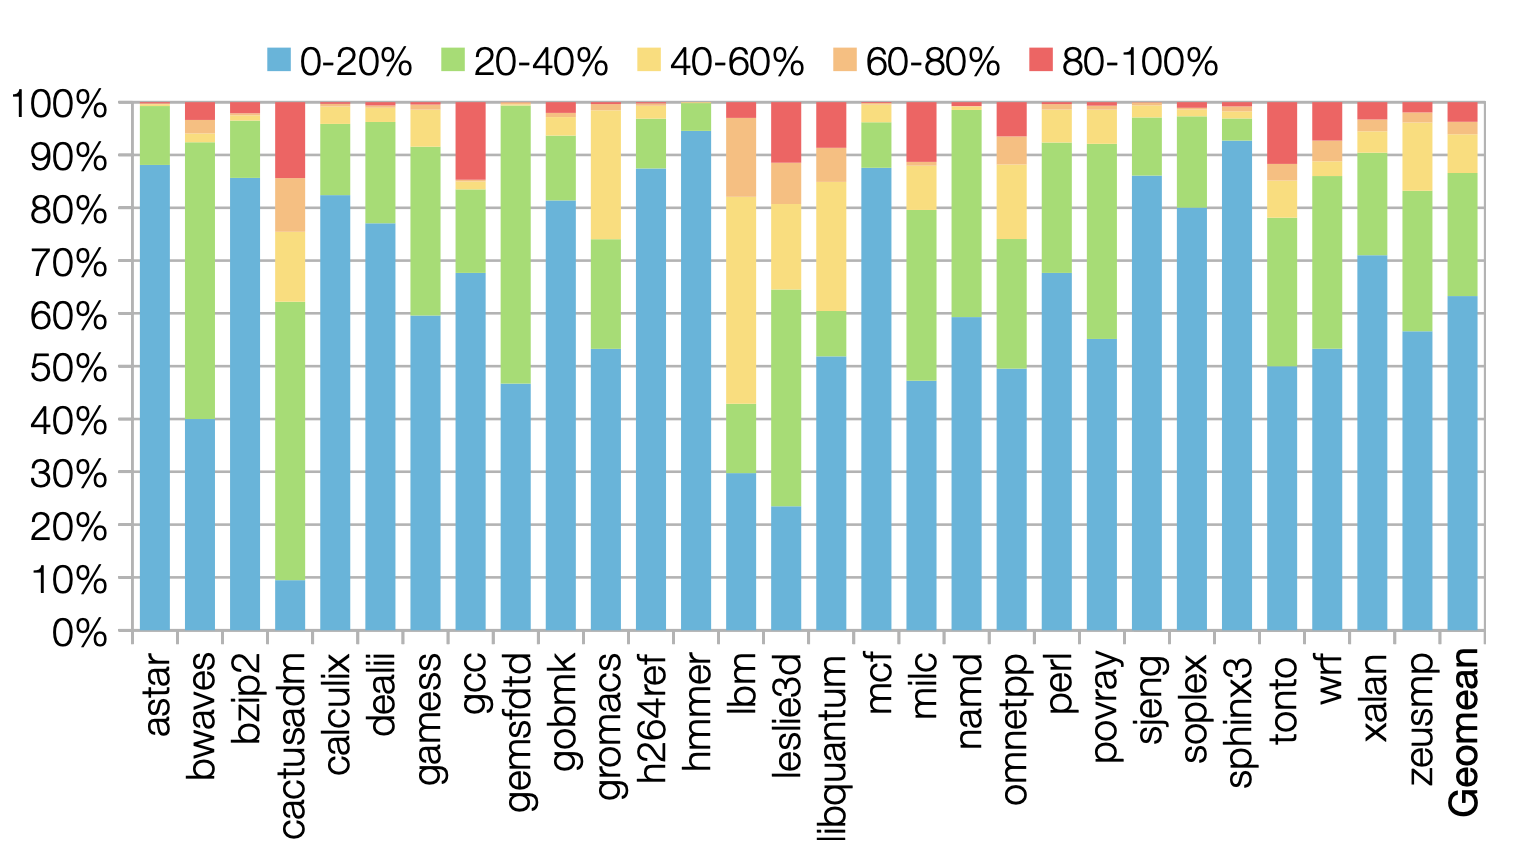 0-20% 20-40% 40-60% 60-80% 80-100%
100%
90%
80%
70%
60%
50%
40%
30%
20%
10%
0%
astar
bwaves
bzip2
cactusadm
calculix
dealii
gamess
gcc
gemsfdtd
gobmk
gromacs
h264ref
hmmer
lbm
leslie3d
libquantum
mcf
milc
namd
omnetpp
perl
povray
sjeng
soplex
sphinx3
tonto
wrf
xalan
zeusmp
Geomean